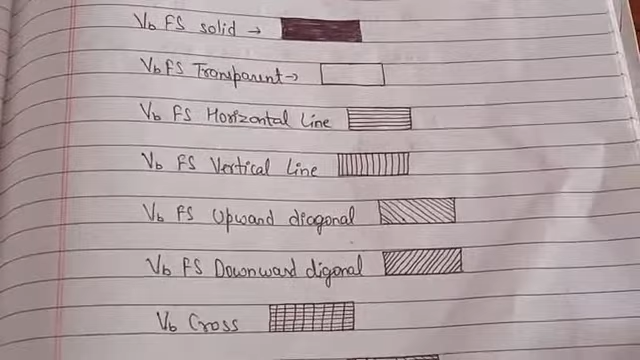 Vb FS solid →
Vb FS Transparent →
Vb FS Horizontal Line
Vb FS Vertical Line
Vb FS Upward diagonal
Vb FS Downward digonal
Vb Cross